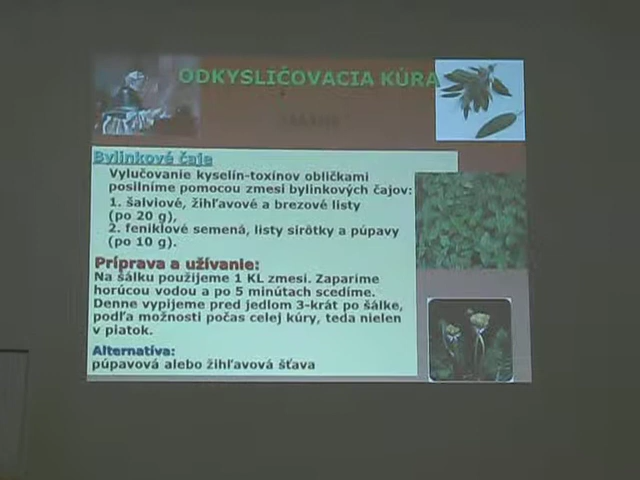 ODKYSLIČOVACIA KÚRA
Bylinkové čaje
Vylučovanie kyselín-toxínov obličkami
posilníme pomocou zmesi bylinkových čajov:
1. šalviové, žihľavové a brezové listy
(po 20 g),
2. feniklové semená, listy sirôtky a púpavy
(po 10 g).
Príprava a užívanie:
Na šálku použijeme 1 KL zmesi. Zaparíme
horúcou vodou a po 5 minútach scedíme.
Denne vypijeme pred jedlom 3-krát po šálke,
podľa možnosti počas celej kúry, teda nielen
v piatok.
Alternatíva:
púpavová alebo žihľavová šťava